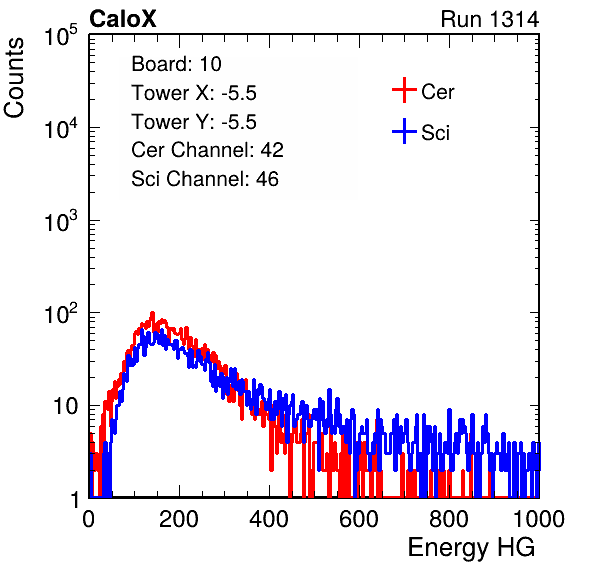 CaloX Run 1314
Counts
10^5
10^4
10^3
10^2
10
1
Board: 10
Tower X: -5.5
Tower Y: -5.5
Cer Channel: 42
Sci Channel: 46
Cer
Sci
0 200 400 600 800 1000
Energy HG